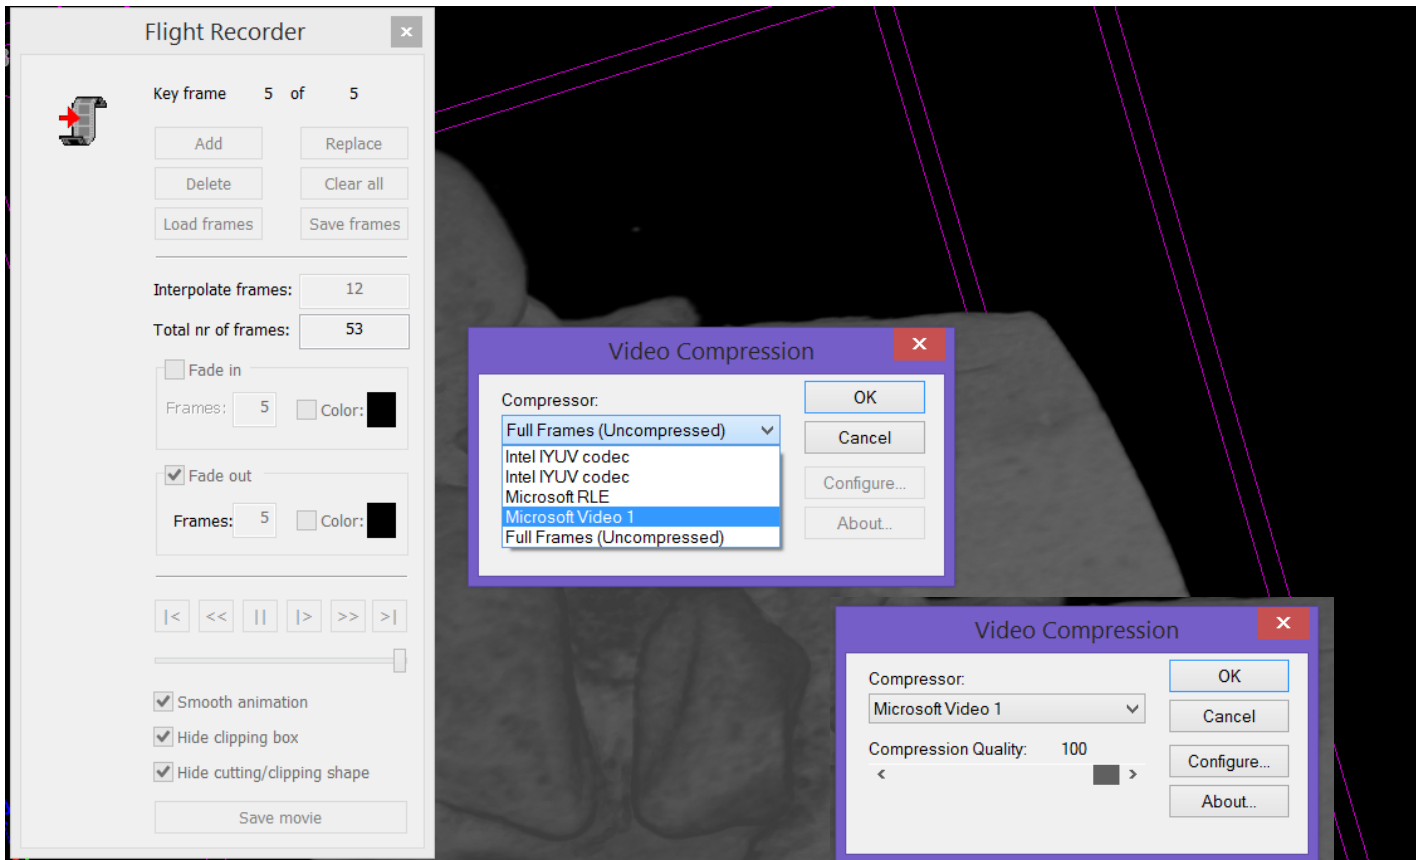 Flight Recorder
Key frame 5 of 5
Add Replace
Delete Clear all
Load frames Save frames
Interpolate frames: 12
Total nr of frames: 53
Fade in
Frames: 5 Color:
Fade out
Frames: 5 Color:
|< << || |> >> >|
Smooth animation
Hide clipping box
Hide cutting/clipping shape
Save movie
Video Compression
Compressor:
Full Frames (Uncompressed)
Intel IYUV codec
Intel IYUV codec
Microsoft RLE
Microsoft Video 1
Full Frames (Uncompressed)
OK
Cancel
Configure...
About...
Video Compression
Compressor:
Microsoft Video 1
Compression Quality: 100
OK
Cancel
Configure...
About...